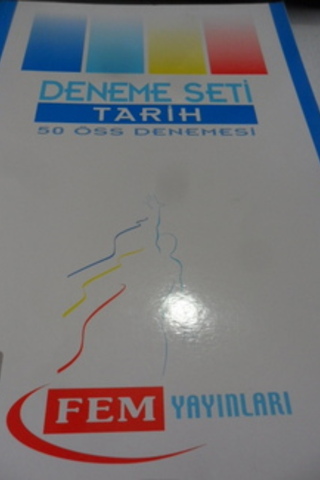 DENEME SETİ
TARİH
50 ÖSS DENEMESİ
FEM YAYINLARI